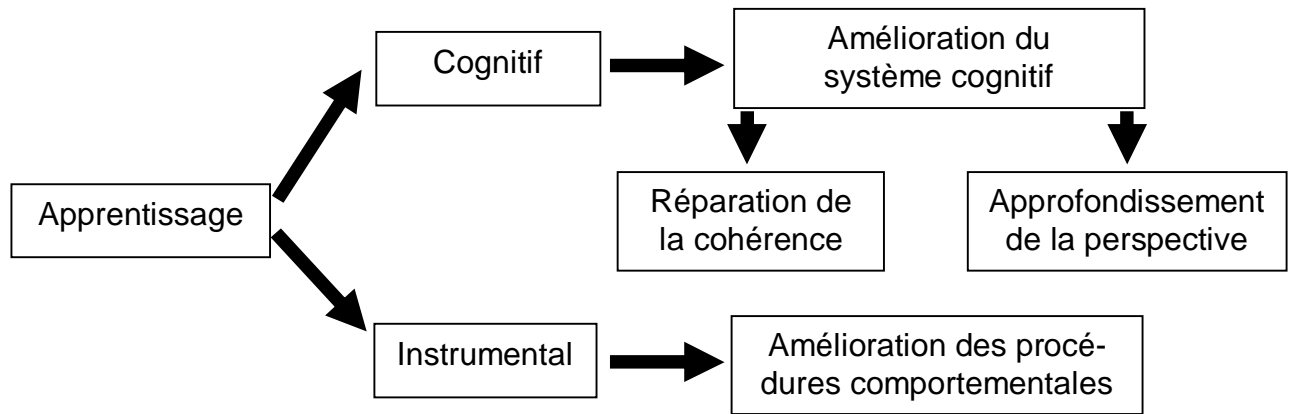 Cognitif
Amélioration du
système cognitif
Apprentissage
Réparation de
la cohérence
Approfondissement
de la perspective
Instrumental
Amélioration des procé-
dures comportementales